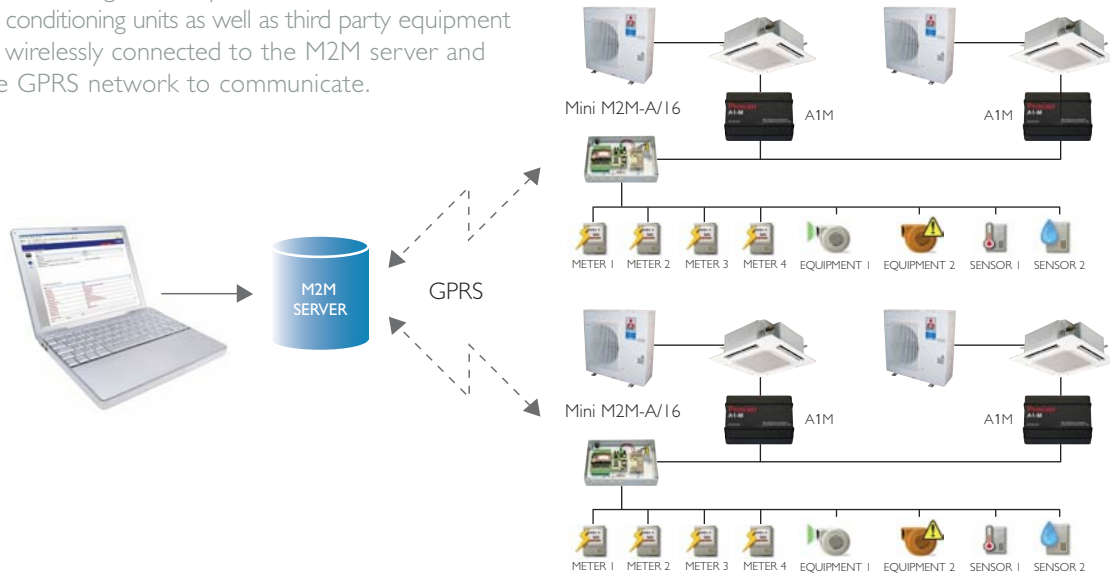 conditioning units as well as third party equipment
wirelessly connected to the M2M server and
GPRS network to communicate.
Mini M2M-A/16
A1M
A1M
METER 1 METER 2 METER 3 METER 4 EQUIPMENT 1 EQUIPMENT 2 SENSOR 1 SENSOR 2
M2M
SERVER
GPRS
Mini M2M-A/16
A1M
A1M
METER 1 METER 2 METER 3 METER 4 EQUIPMENT 1 EQUIPMENT 2 SENSOR 1 SENSOR 2